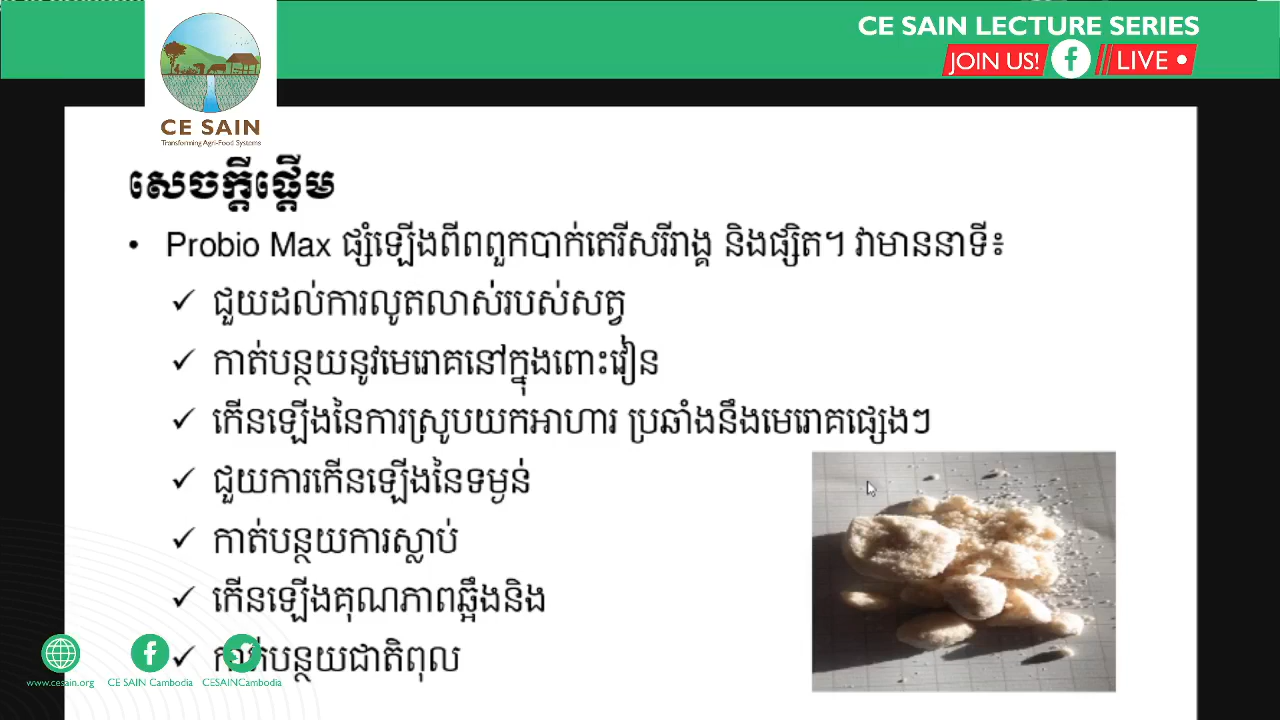 CE SAIN LECTURE SERIES
JOIN US! f LIVE
CE SAIN
Transforming Agri-Food Systems
សេចក្តីផ្តើម
• Probio Max ផ្សំឡើងពីពពួកបាក់តេរីសរីរាង្គ និងផ្សិត។ វាមាននាទី៖
✓ ជួយដល់ការលូតលាស់របស់សត្វ
✓ កាត់បន្ថយនូវមេរោគនៅក្នុងពោះវៀន
✓ កើនឡើងនៃការស្រូបយកអាហារ ប្រឆាំងនឹងមេរោគផ្សេងៗ
✓ ជួយការកើនឡើងនៃទម្ងន់
✓ កាត់បន្ថយការស្លាប់
✓ កើនឡើងគុណភាពឆ្អឹងនិង
✓ កាត់បន្ថយជាតិពុល
www.cesain.org CE SAIN Cambodia CESAINCambodia